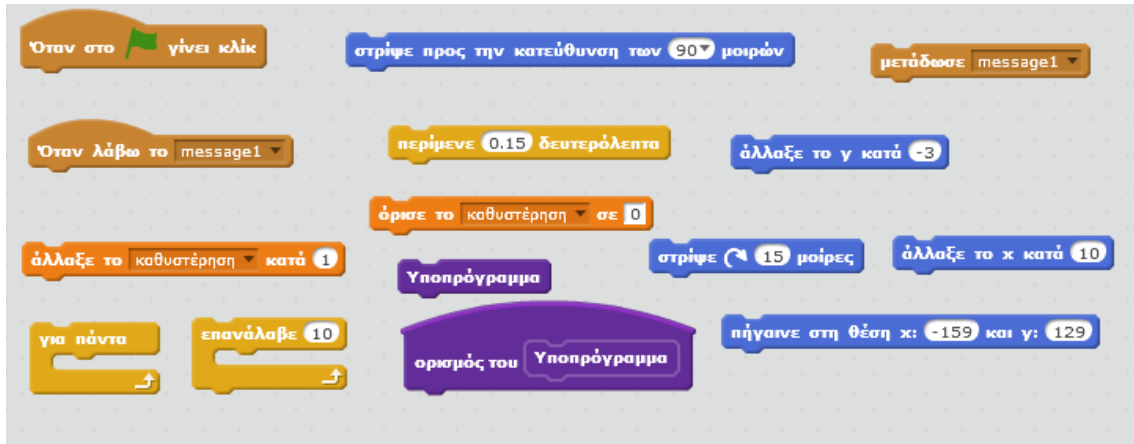 Όταν στο γίνει κλίκ
στρίψε προς την κατεύθυνση των 90 μοιρών
μετάδωσε message1
Όταν λάβω το message1
περίμενε 0.15 δευτερόλεπτα
άλλαξε το y κατά -3
όρισε το καθυστέρηση σε 0
άλλαξε το καθυστέρηση κατά 1
στρίψε 15 μοίρες
άλλαξε το x κατά 10
Υποπρόγραμμα
για πάντα
επανάλαβε 10
ορισμός του Υποπρόγραμμα
πήγαινε στη θέση x: -159 και y: 129